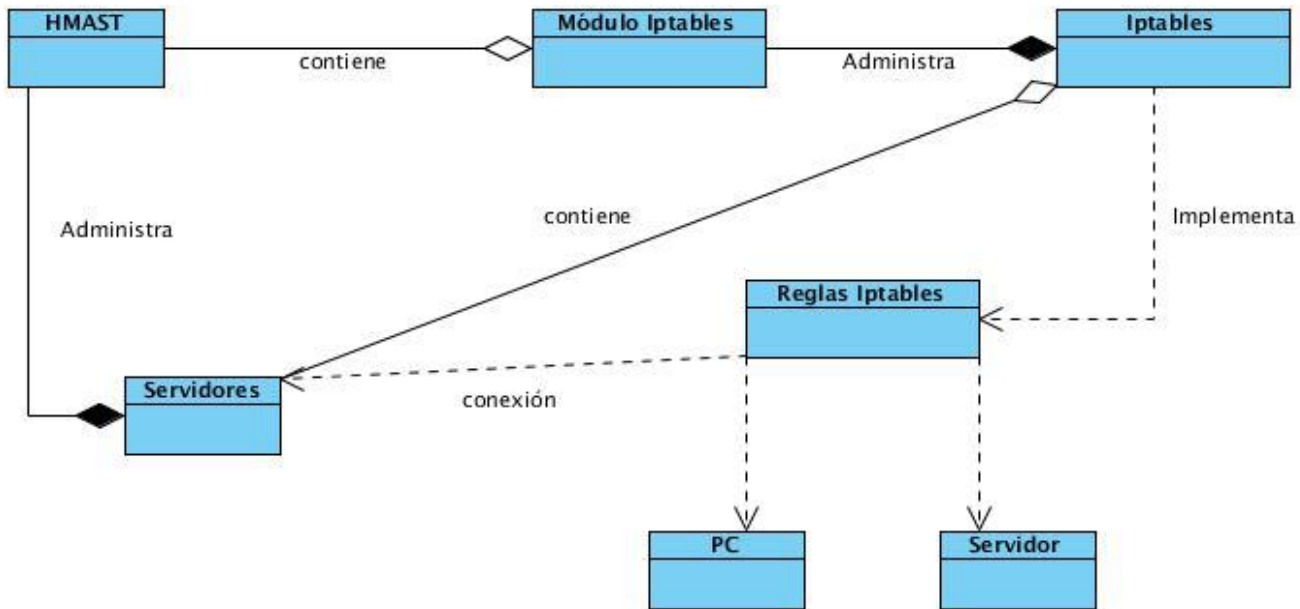 HMAST
Módulo Iptables
Iptables
contiene
Administra
contiene
Administra
Implementa
Reglas Iptables
Servidores
conexión
PC
Servidor